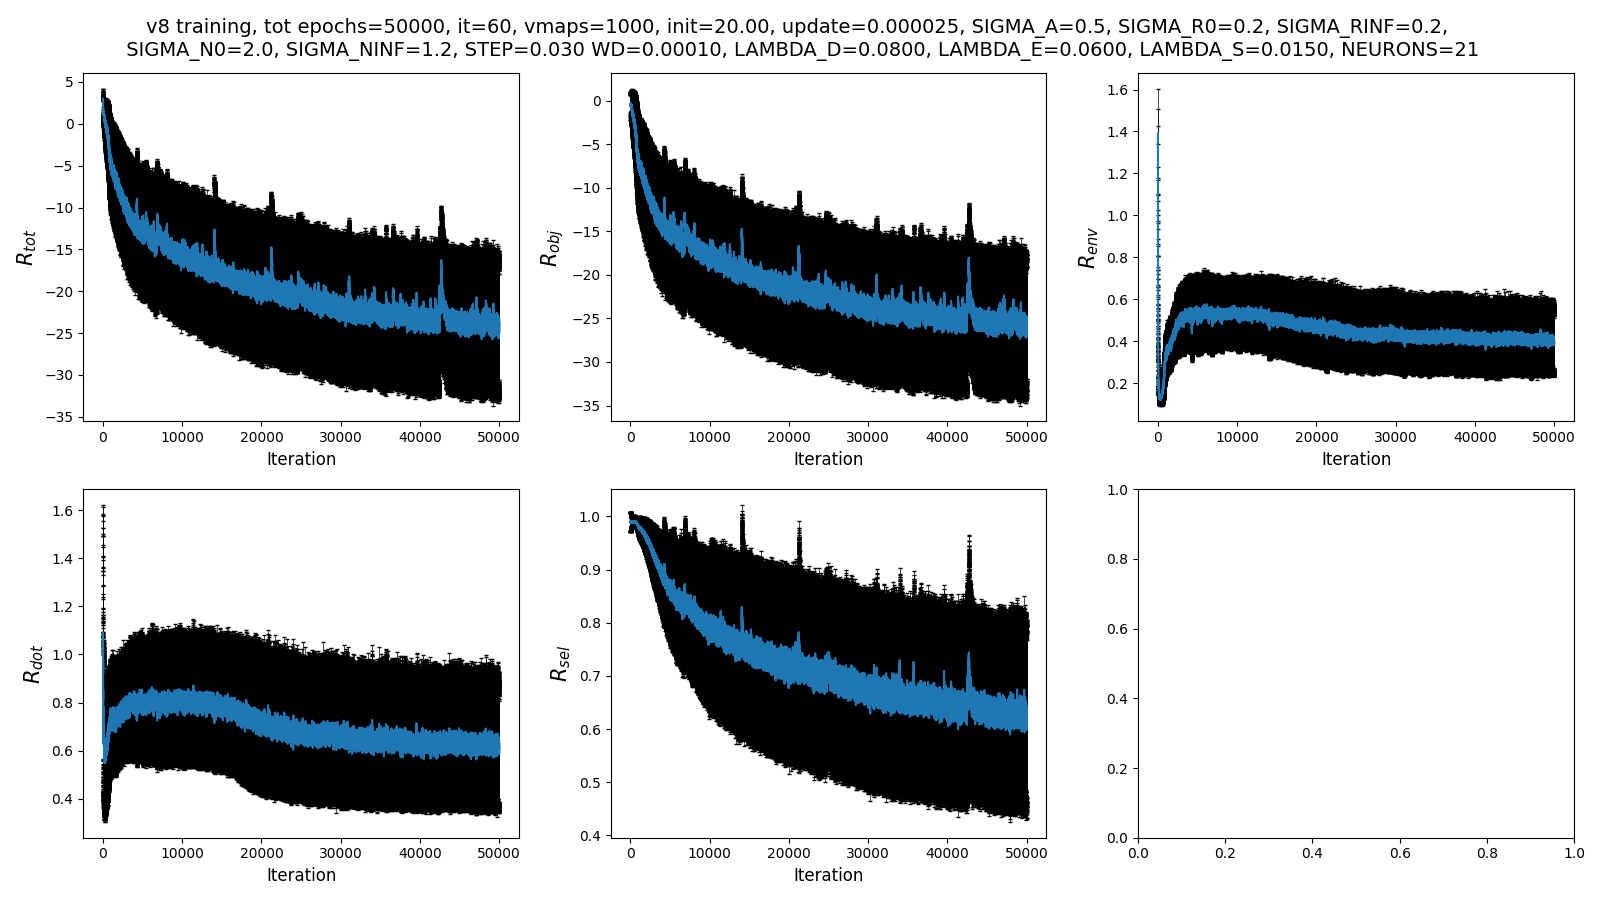 v8 training, tot epochs=50000, it=60, vmaps=1000, init=20.00, update=0.000025, SIGMA_A=0.5, SIGMA_R0=0.2, SIGMA_RINF=0.2,
SIGMA_N0=2.0, SIGMA_NINF=1.2, STEP=0.030 WD=0.00010, LAMBDA_D=0.0800, LAMBDA_E=0.0600, LAMBDA_S=0.0150, NEURONS=21
R_tot
5
0
−5
−10
−15
−20
−25
−30
−35
0 10000 20000 30000 40000 50000
Iteration
R_obj
0
−5
−10
−15
−20
−25
−30
−35
0 10000 20000 30000 40000 50000
Iteration
R_env
1.6
1.4
1.2
1.0
0.8
0.6
0.4
0.2
0 10000 20000 30000 40000 50000
Iteration
R_dot
1.6
1.4
1.2
1.0
0.8
0.6
0.4
0 10000 20000 30000 40000 50000
Iteration
R_sel
1.0
0.9
0.8
0.7
0.6
0.5
0.4
0 10000 20000 30000 40000 50000
Iteration
1.0
0.8
0.6
0.4
0.2
0.0
0.0 0.2 0.4 0.6 0.8 1.0